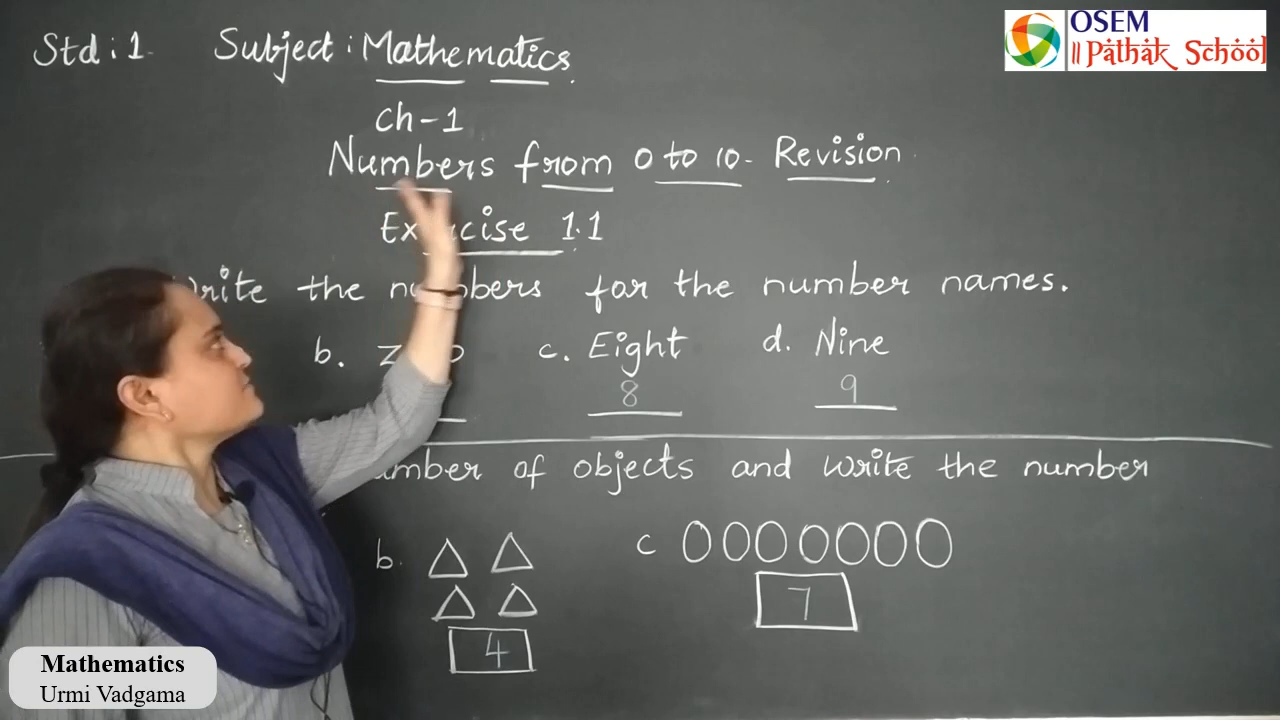 OSEM
॥ Pathak School
Std : 1. Subject : Mathematics.
Ch-1
Numbers from 0 to 10 - Revision
Exercise 1.1
the for the number names.
b. c. Eight d. Nine
8 9
of objects and write the number
b. c
7
4
Mathematics
Urmi Vadgama